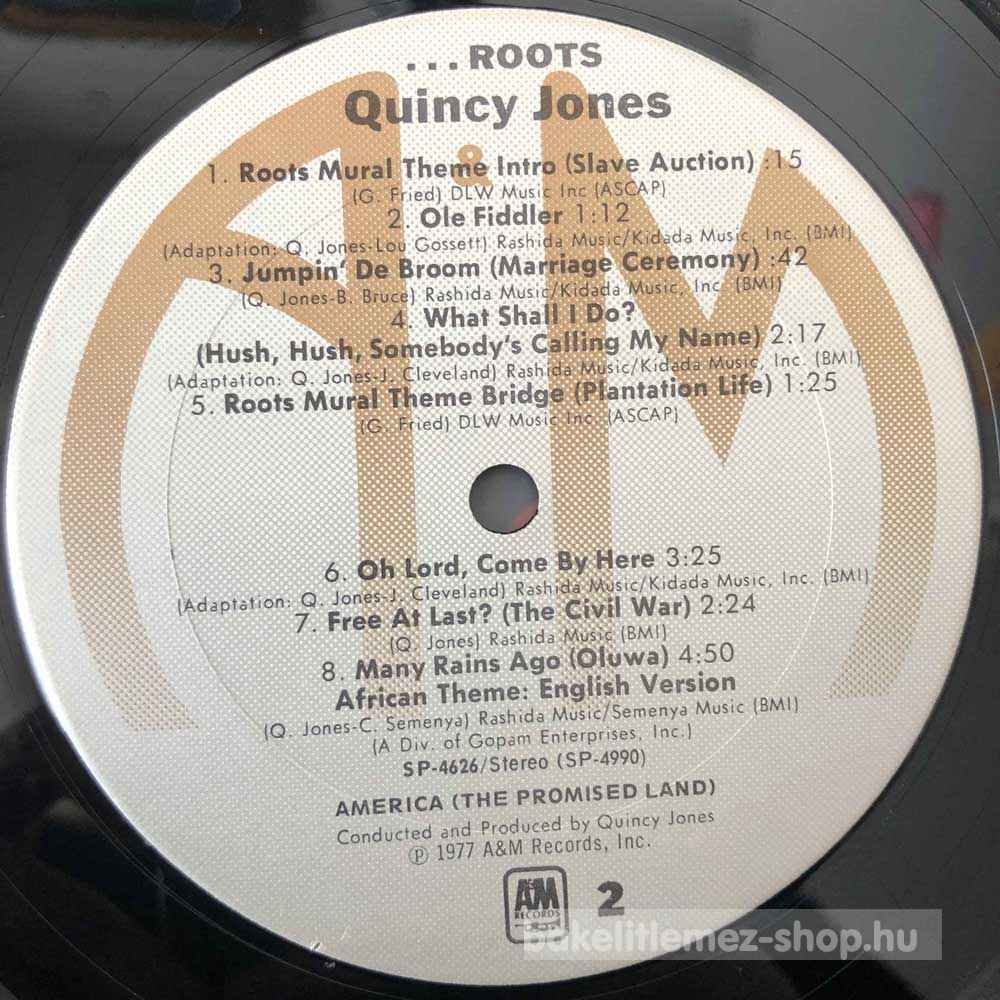 ...ROOTS
Quincy Jones
1. Roots Mural Theme Intro (Slave Auction) :15
(G. Fried) DLW Music Inc (ASCAP)
2. Ole Fiddler 1:12
(Adaptation: Q. Jones-Lou Gossett) Rashida Music/Kidada Music, Inc. (BMI)
3. Jumpin' De Broom (Marriage Ceremony) :42
(Q. Jones-B. Bruce) Rashida Music/Kidada Music, Inc. (BMI)
4. What Shall I Do?
(Hush, Hush, Somebody's Calling My Name) 2:17
(Adaptation: Q. Jones-J. Cleveland) Rashida Music/Kidada Music, Inc. (BMI)
5. Roots Mural Theme Bridge (Plantation Life) 1:25
(G. Fried) DLW Music Inc. (ASCAP)
6. Oh Lord, Come By Here 3:25
(Adaptation: Q. Jones-J. Cleveland) Rashida Music/Kidada Music, Inc. (BMI)
7. Free At Last? (The Civil War) 2:24
(Q. Jones) Rashida Music (BMI)
8. Many Rains Ago (Oluwa) 4:50
African Theme: English Version
(Q. Jones-C. Semenya) Rashida Music/Semenya Music (BMI)
(A Div. of Gopam Enterprises, Inc.)
SP-4626/Stereo (SP-4990)
AMERICA (THE PROMISED LAND)
Conducted and Produced by Quincy Jones
℗ 1977 A&M Records, Inc.
A&M RECORDS 2
bakelitlemez-shop.hu